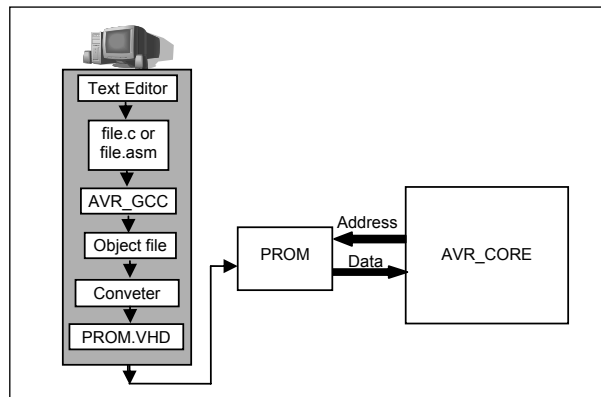 Text Editor
file.c or
file.asm
AVR_GCC
Object file
Conveter
PROM.VHD
PROM
Address
Data
AVR_CORE